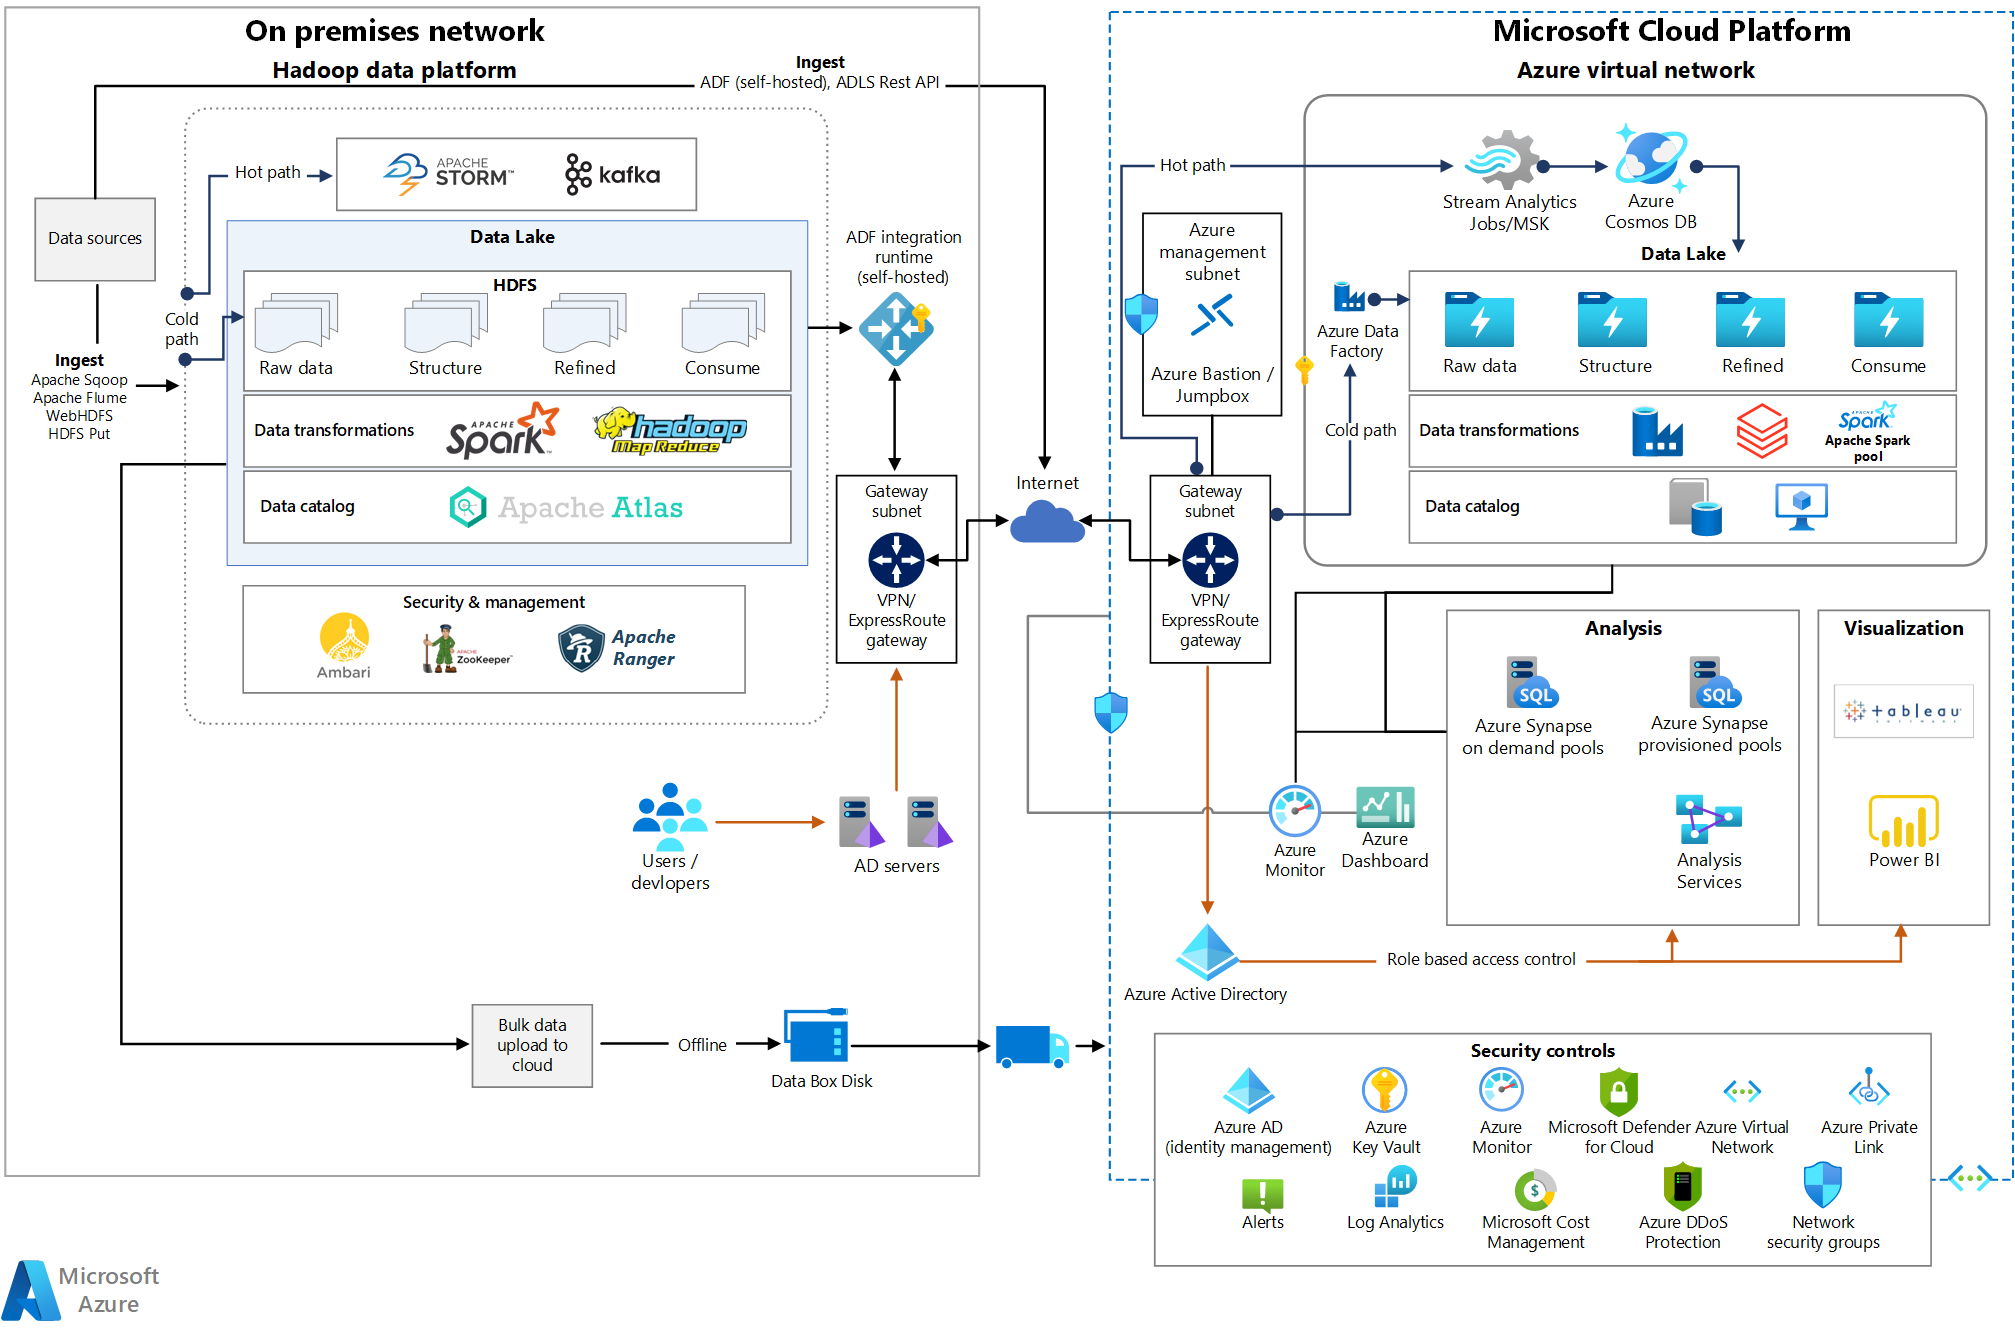 On premises network
Hadoop data platform
Ingest
ADF (self-hosted), ADLS Rest API
Hot path
APACHE
STORM™
kafka
Data sources
Data Lake
ADF integration
runtime
(self-hosted)
HDFS
Cold
path
Raw data
Structure
Refined
Consume
Ingest
Apache Sqoop
Apache Flume
WebHDFS
HDFS Put
Data transformations
APACHE
Spark™
hadoop
Map Reduce
Data catalog
Apache Atlas
Gateway
subnet
VPN/
ExpressRoute
gateway
Internet
Security & management
Ambari
APACHE
ZooKeeper™
Apache
Ranger
Users /
devlopers
AD servers
Bulk data
upload to
cloud
Offline
Data Box Disk
Microsoft Cloud Platform
Azure virtual network
Hot path
Stream Analytics
Jobs/MSK
Azure
Cosmos DB
Azure
management
subnet
Azure Bastion /
Jumpbox
Data Lake
Azure Data
Factory
Raw data
Structure
Refined
Consume
Cold path
Data transformations
APACHE
Spark
Apache Spark
pool
Data catalog
Gateway
subnet
VPN/
ExpressRoute
gateway
Analysis
SQL
Azure Synapse
on demand pools
SQL
Azure Synapse
provisioned pools
Analysis
Services
Visualization
tableau
SOFTWARE
Power BI
Azure
Monitor
Azure
Dashboard
Azure Active Directory
Role based access control
Security controls
Azure AD
(identity management)
Azure
Key Vault
Azure
Monitor
Microsoft Defender
for Cloud
Azure Virtual
Network
Azure Private
Link
Alerts
Log Analytics
$
Microsoft Cost
Management
Azure DDoS
Protection
Network
security groups
Microsoft
Azure